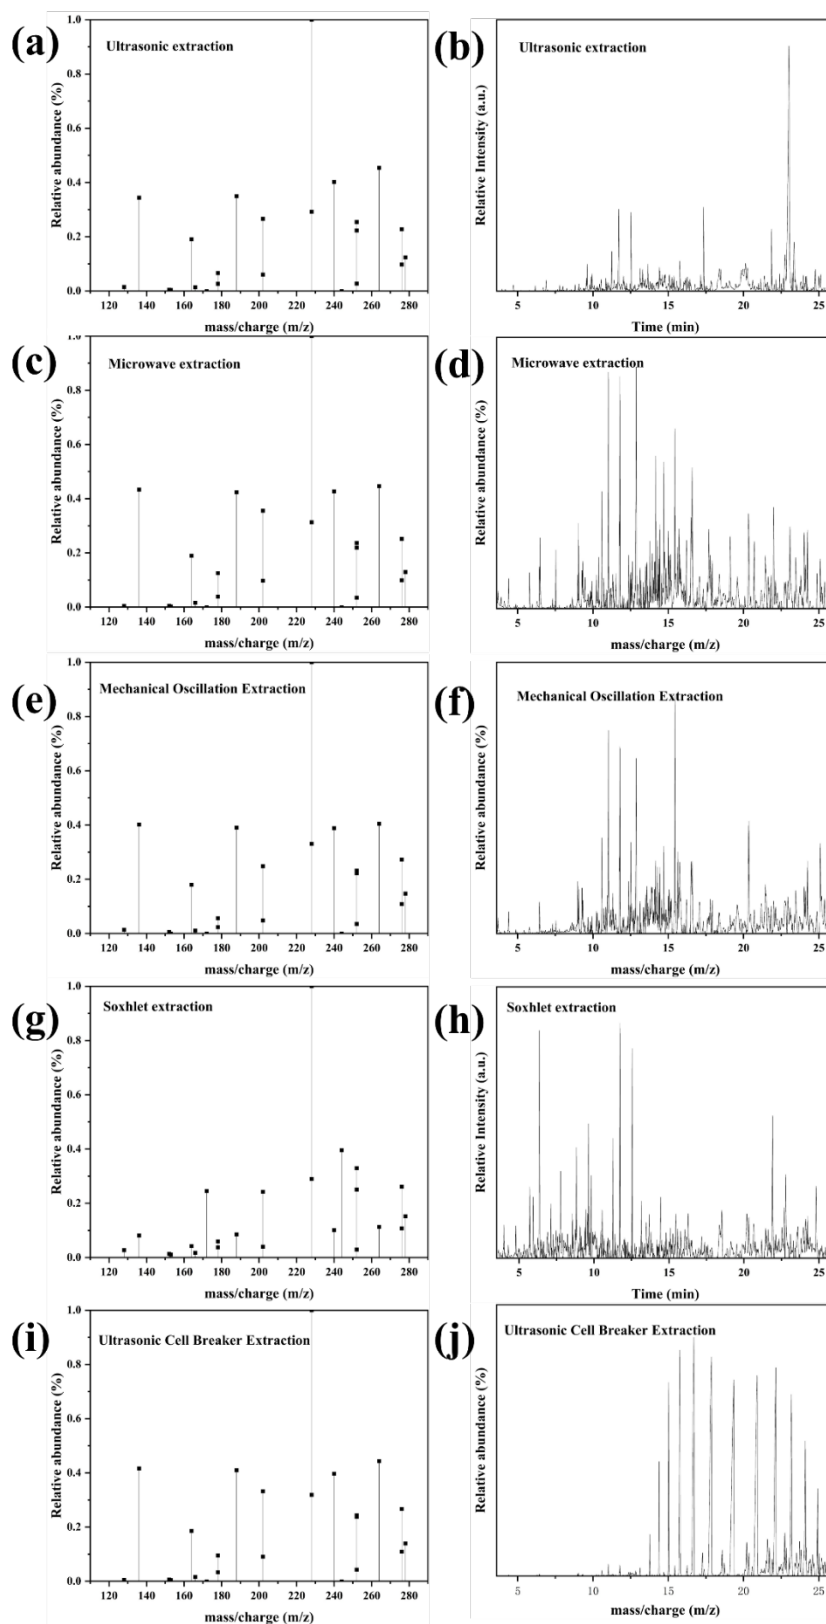 (a)
Ultrasonic extraction
Relative abundance (%)
1.0
0.8
0.6
0.4
0.2
0.0
120 140 160 180 200 220 240 260 280
mass/charge (m/z)
(b)
Ultrasonic extraction
Relative Intensity (a.u.)
5 10 15 20 25
Time (min)
(c)
Microwave extraction
Relative abundance (%)
1.0
0.8
0.6
0.4
0.2
0.0
120 140 160 180 200 220 240 260 280
mass/charge (m/z)
(d)
Microwave extraction
Relative abundance (%)
5 10 15 20 25
mass/charge (m/z)
(e)
Mechanical Oscillation Extraction
Relative abundance (%)
1.0
0.8
0.6
0.4
0.2
0.0
120 140 160 180 200 220 240 260 280
mass/charge (m/z)
(f)
Mechanical Oscillation Extraction
Relative abundance (%)
5 10 15 20 25
mass/charge (m/z)
(g)
Soxhlet extraction
Relative abundance (%)
1.0
0.8
0.6
0.4
0.2
0.0
120 140 160 180 200 220 240 260 280
mass/charge (m/z)
(h)
Soxhlet extraction
Relative Intensity (a.u.)
5 10 15 20 25
Time (min)
(i)
Ultrasonic Cell Breaker Extraction
Relative abundance (%)
1.0
0.8
0.6
0.4
0.2
0.0
120 140 160 180 200 220 240 260 280
mass/charge (m/z)
(j)
Ultrasonic Cell Breaker Extraction
Relative abundance (%)
5 10 15 20 25
mass/charge (m/z)